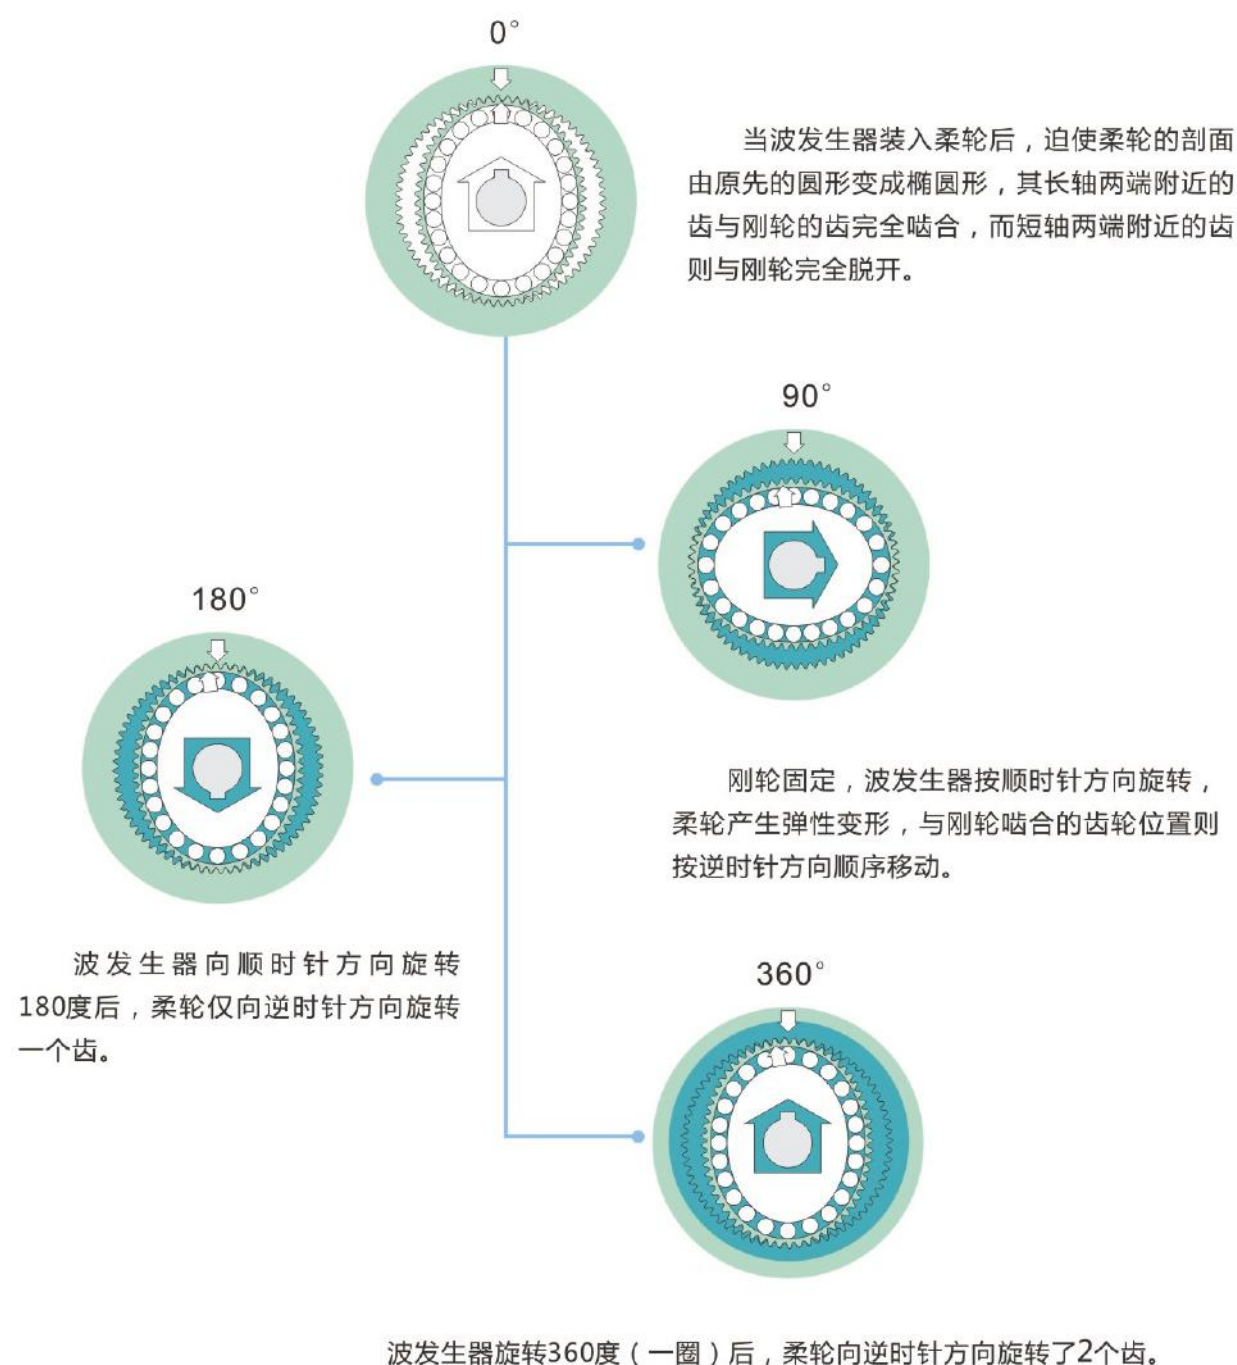 0°
当波发生器装入柔轮后，迫使柔轮的剖面
由原先的圆形变成椭圆形，其长轴两端附近的
齿与刚轮的齿完全啮合，而短轴两端附近的齿
则与刚轮完全脱开。
90°
180°
刚轮固定，波发生器按顺时针方向旋转，
柔轮产生弹性变形，与刚轮啮合的齿轮位置则
按逆时针方向顺序移动。
波发生器向顺时针方向旋转
180度后，柔轮仅向逆时针方向旋转
一个齿。
360°
波发生器旋转360度（一圈）后，柔轮向逆时针方向旋转了2个齿。